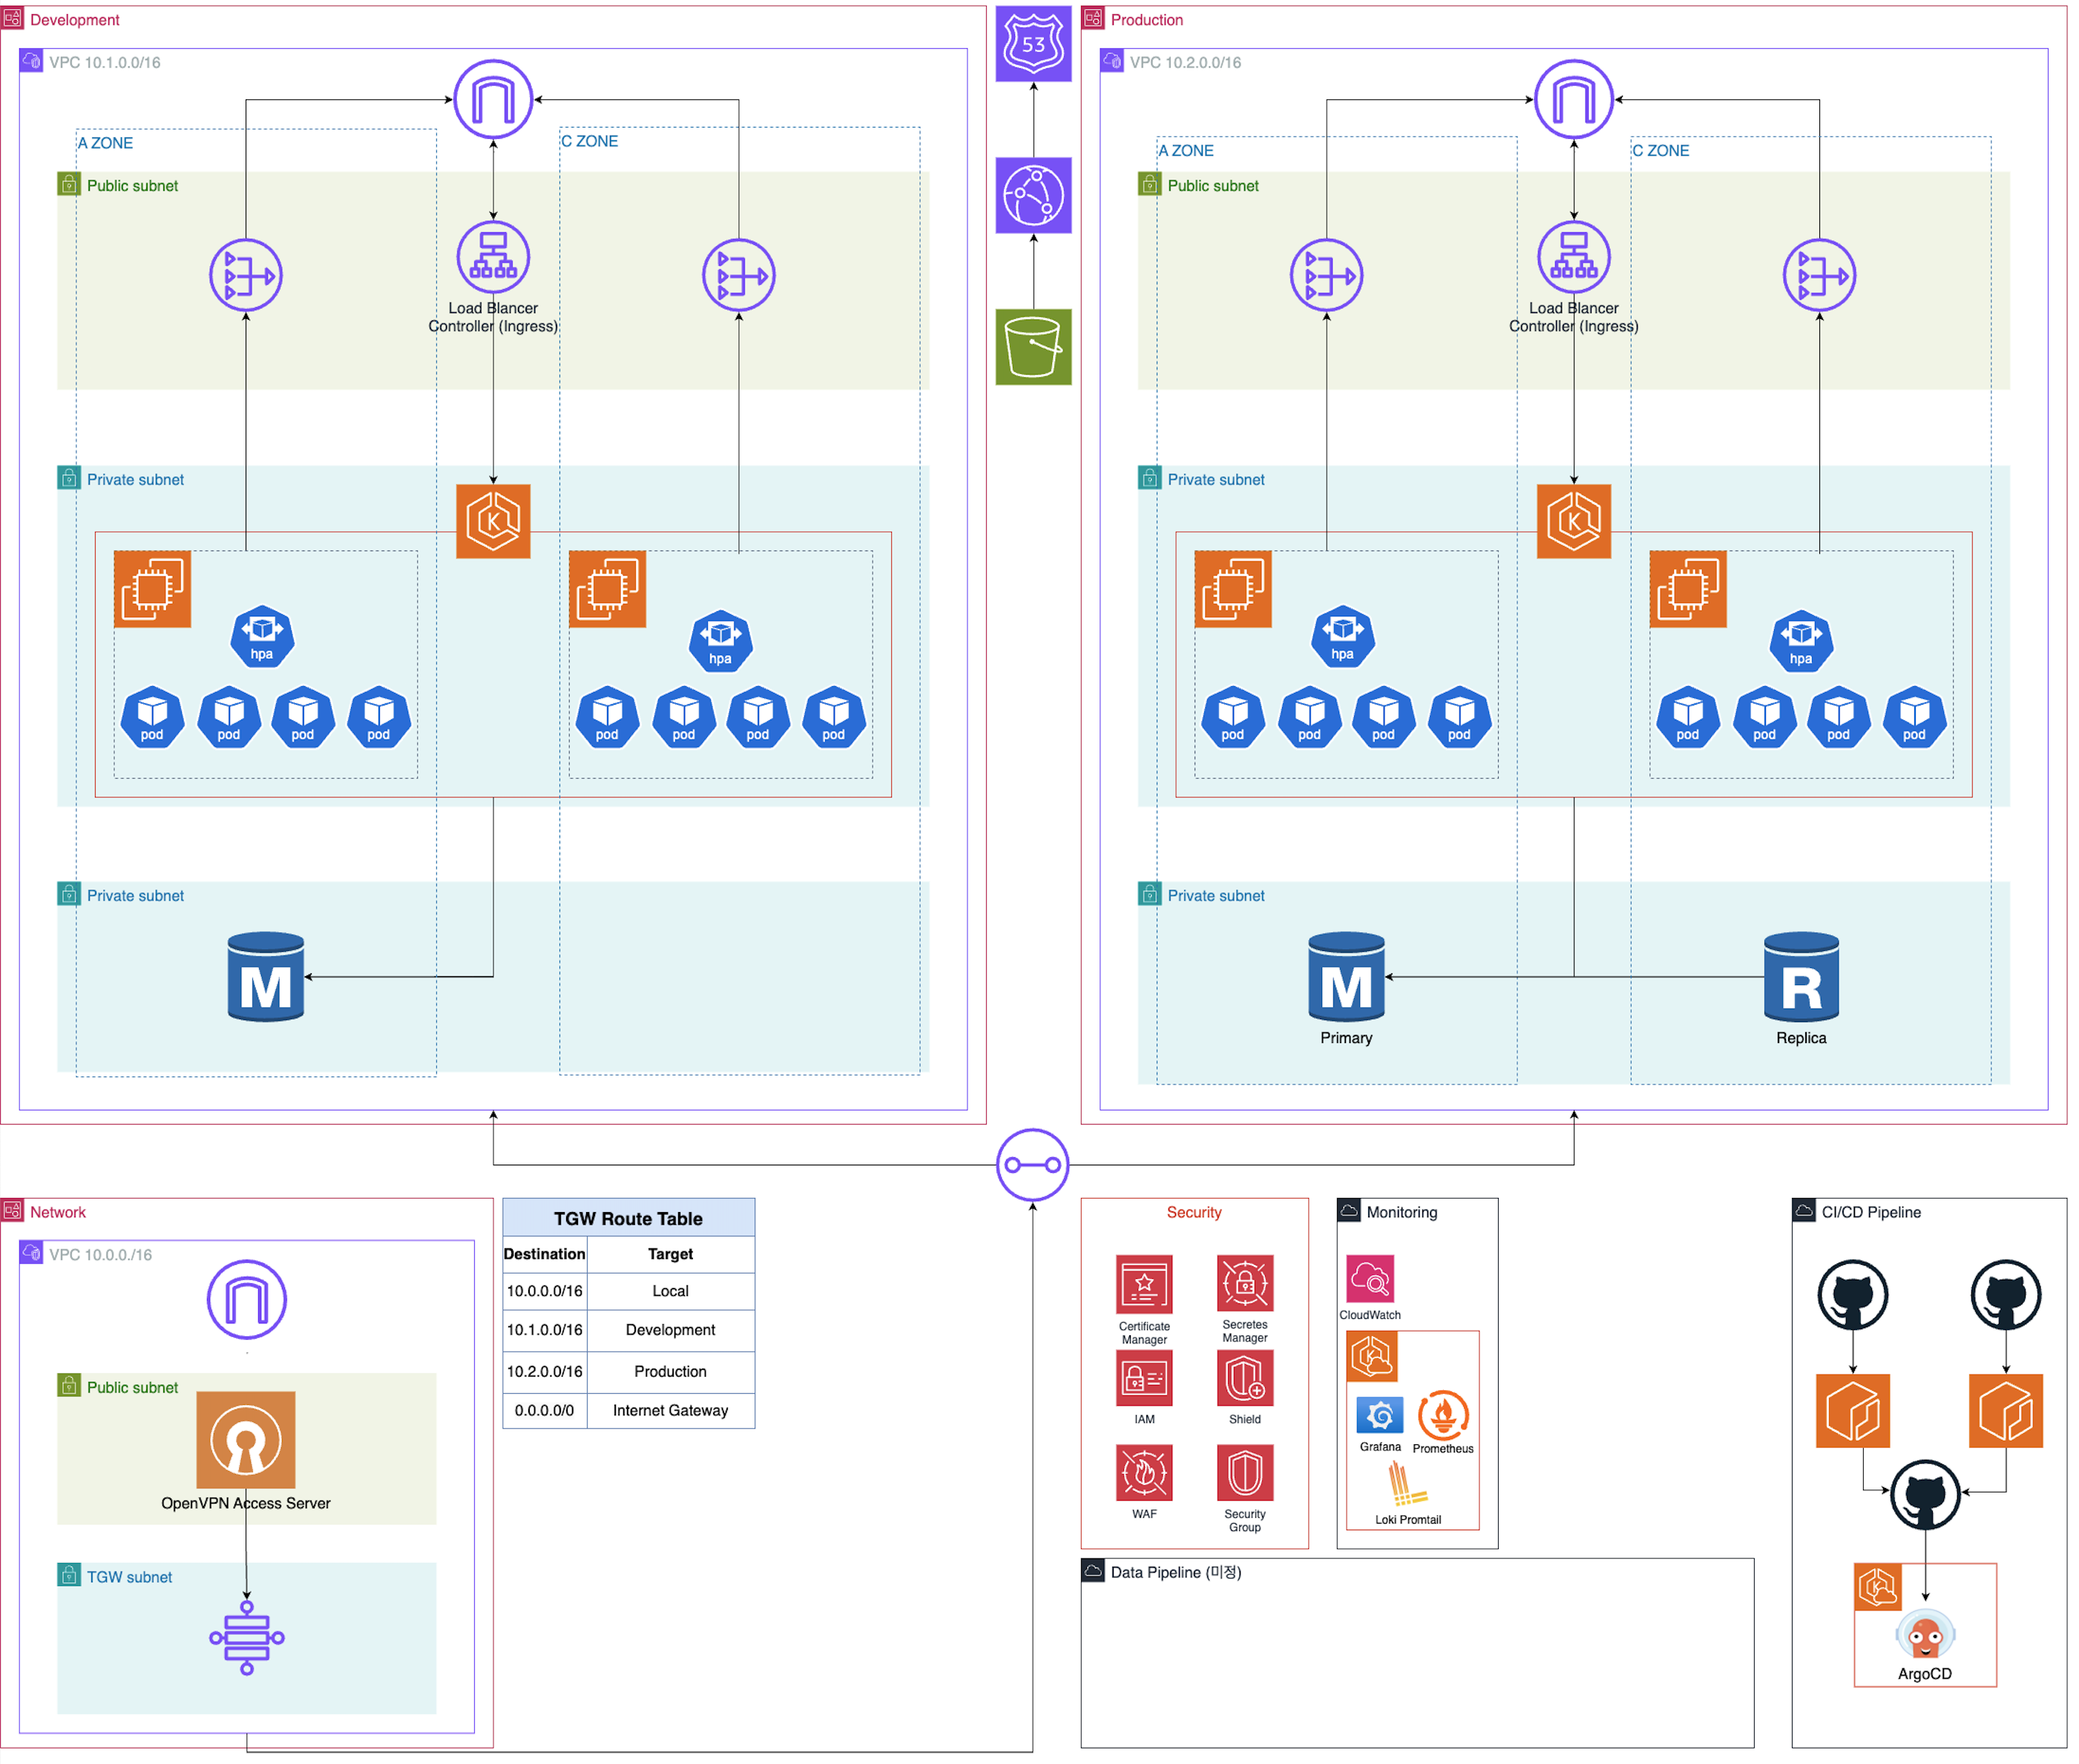 Development
VPC 10.1.0.0/16
A ZONE
C ZONE
Public subnet
Load Blancer
Controller (Ingress)
Private subnet
K
hpa
hpa
pod
pod
pod
pod
pod
pod
pod
pod
Private subnet
M
53
Production
VPC 10.2.0.0/16
A ZONE
C ZONE
Public subnet
Load Blancer
Controller (Ingress)
Private subnet
K
hpa
hpa
pod
pod
pod
pod
pod
pod
pod
pod
Private subnet
M
R
Primary
Replica
Network
VPC 10.0.0./16
Public subnet
OpenVPN Access Server
TGW subnet
TGW Route Table
Destination
Target
10.0.0.0/16
Local
10.1.0.0/16
Development
10.2.0.0/16
Production
0.0.0.0/0
Internet Gateway
Security
Certificate
Manager
Secretes
Manager
IAM
Shield
WAF
Security
Group
Monitoring
CloudWatch
K
Grafana
Prometheus
Loki Promtail
Data Pipeline (미정)
CI/CD Pipeline
K
ArgoCD